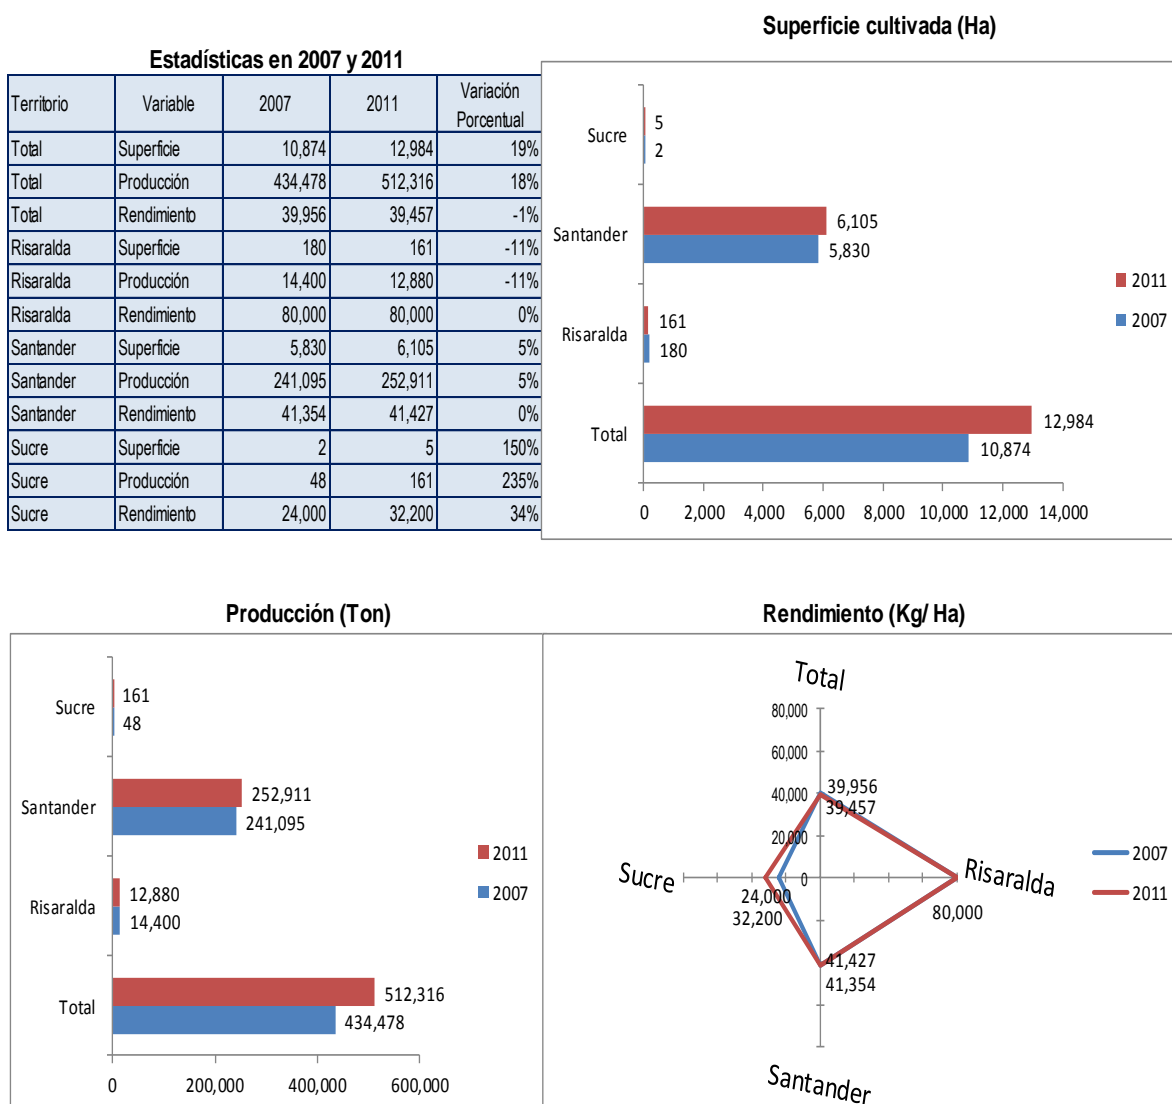 Estadísticas en 2007 y 2011
Territorio Variable 2007 2011 Variación Porcentual
Total Superficie 10,874 12,984 19%
Total Producción 434,478 512,316 18%
Total Rendimiento 39,956 39,457 -1%
Risaralda Superficie 180 161 -11%
Risaralda Producción 14,400 12,880 -11%
Risaralda Rendimiento 80,000 80,000 0%
Santander Superficie 5,830 6,105 5%
Santander Producción 241,095 252,911 5%
Santander Rendimiento 41,354 41,427 0%
Sucre Superficie 2 5 150%
Sucre Producción 48 161 235%
Sucre Rendimiento 24,000 32,200 34%
Superficie cultivada (Ha)
5
Sucre
2
6,105
Santander
5,830
2011
161
2007
Risaralda
180
12,984
Total
10,874
0 2,000 4,000 6,000 8,000 10,000 12,000 14,000
Producción (Ton)
161
Sucre
48
252,911
Santander
241,095
2011
12,880
2007
Risaralda
14,400
512,316
Total
434,478
0 200,000 400,000 600,000
Rendimiento (Kg/ Ha)
Total
80,000
60,000
40,000 39,956
39,457
20,000
2007
Sucre 0 Risaralda
24,000
2011
32,200 80,000
41,427
41,354
Santander